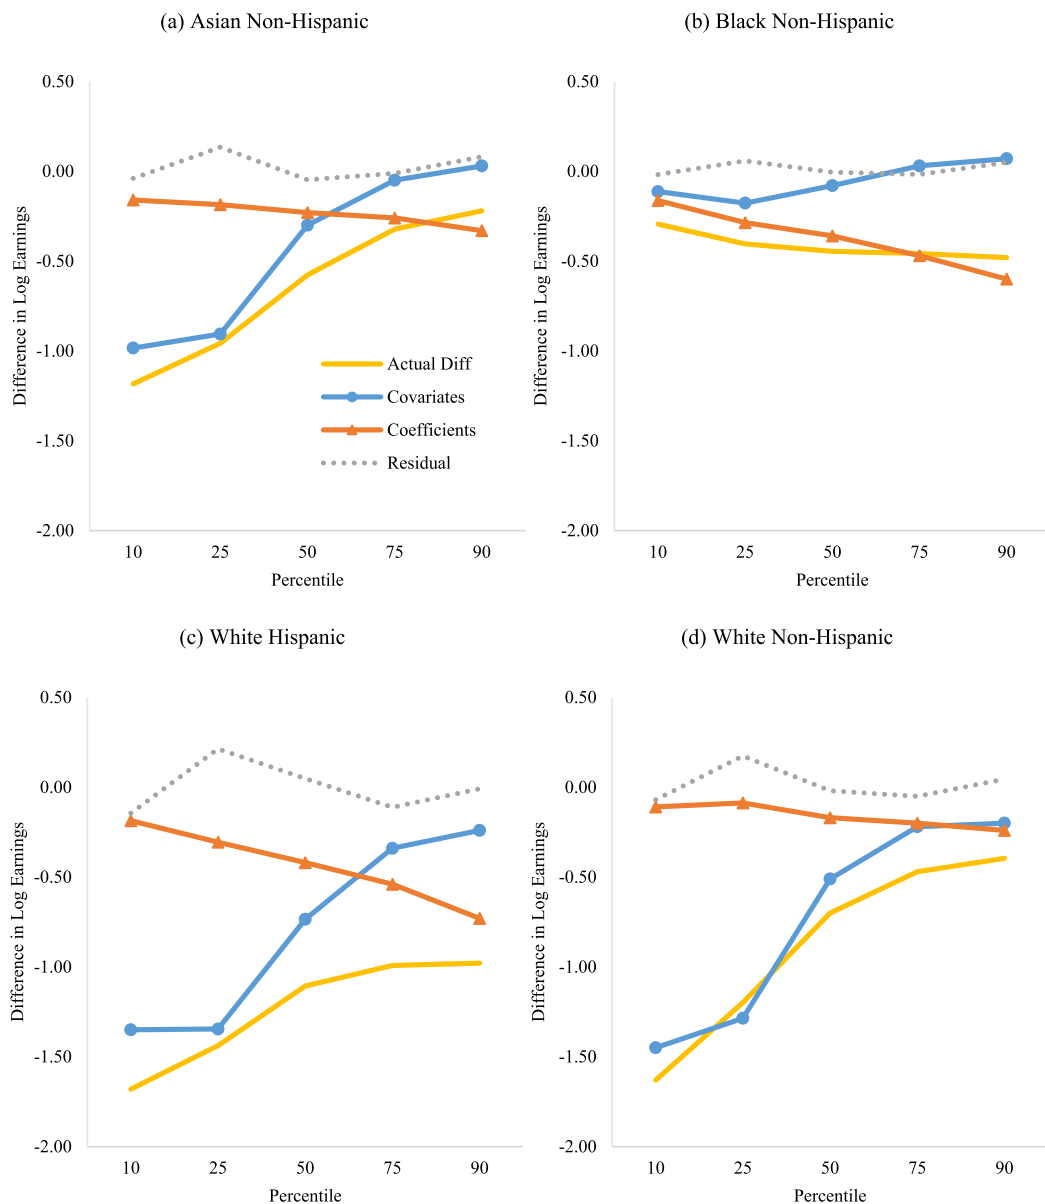 (a) Asian Non-Hispanic
Difference in Log Earnings
0.50
0.00
-0.50
-1.00
-1.50
-2.00
Actual Diff
Covariates
Coefficients
Residual
10 25 50 75 90
Percentile
(b) Black Non-Hispanic
Difference in Log Earnings
0.50
0.00
-0.50
-1.00
-1.50
-2.00
10 25 50 75 90
Percentile
(c) White Hispanic
Difference in Log Earnings
0.50
0.00
-0.50
-1.00
-1.50
-2.00
10 25 50 75 90
Percentile
(d) White Non-Hispanic
Difference in Log Earnings
0.50
0.00
-0.50
-1.00
-1.50
-2.00
10 25 50 75 90
Percentile